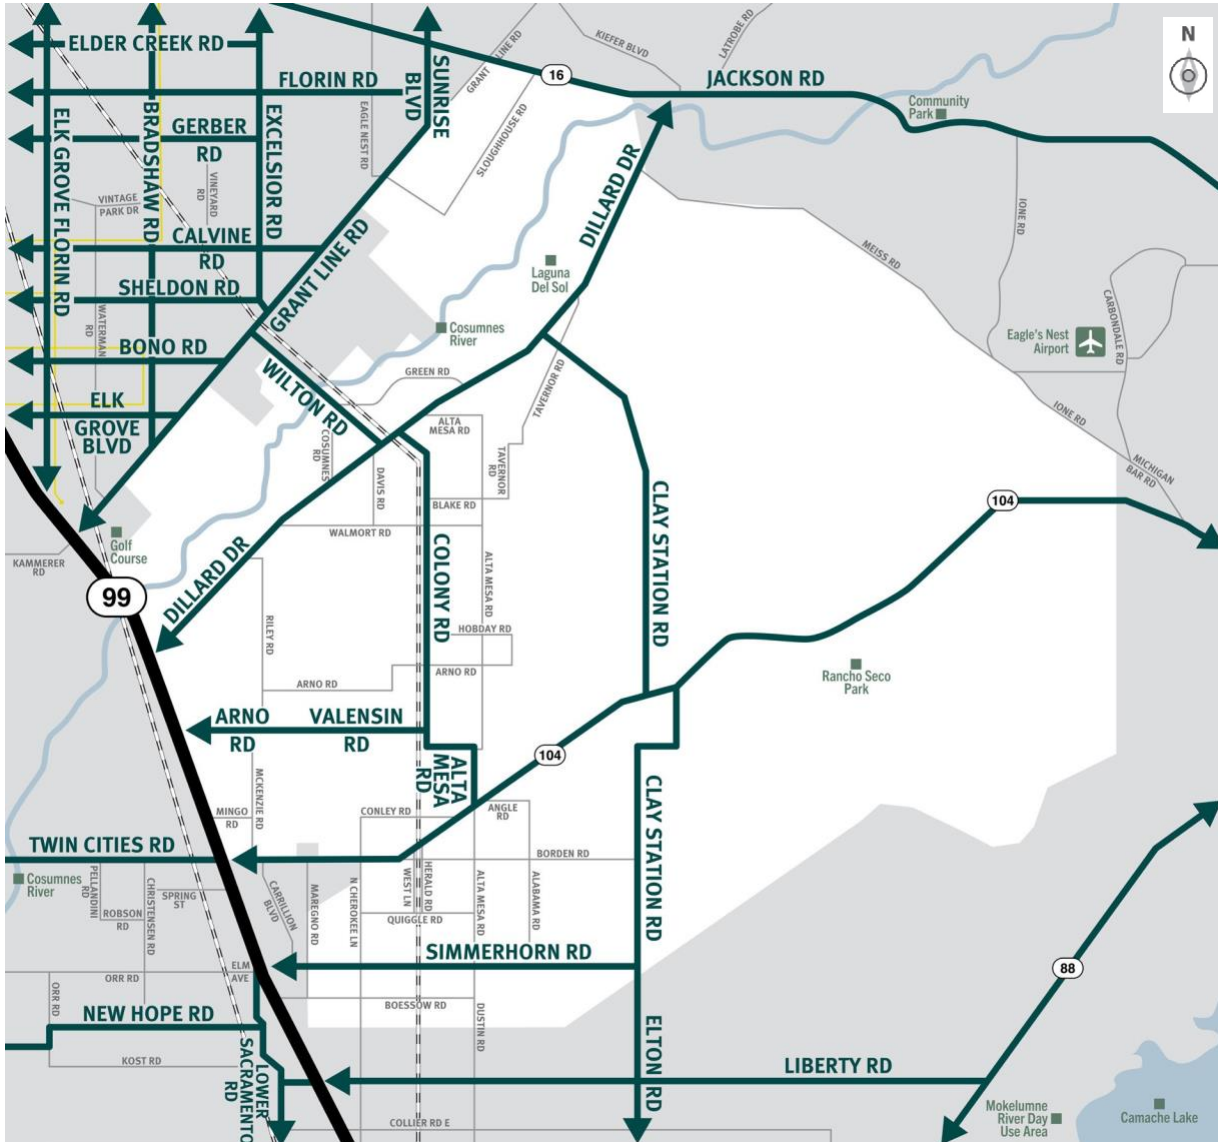 N
ELDER CREEK RD
GRANT LINE RD
KIEFER BLVD
LATROBE RD
16
JACKSON RD
FLORIN RD
SUNRISE
BLVD
Community
Park
ELK GROVE FLORIN RD
BRADSHAW RD
GERBER
RD
EXCELSIOR RD
EAGLE NEST RD
SLOUGHHOUSE RD
DILLARD DR
VINEYARD
RD
VINTAGE
PARK DR
IONE RD
CALVINE
RD
GRANT LINE RD
MEISS RD
Laguna
Del Sol
SHELDON RD
CARBONDALE RD
WATERMAN
RD
Cosumnes
River
Eagle's Nest
Airport
BONO RD
WILTON RD
GREEN RD
TAVERNOR RD
ELK
GROVE BLVD
ALTA
MESA RD
IONE RD
COSUMNES
RD
TAVERNOR
RD
MICHIGAN
BAR RD
DAVIS RD
CLAY STATION RD
BLAKE RD
104
WALMORT RD
Golf
Course
COLONY RD
KAMMERER
RD
DILLARD DR
ALTA MESA RD
99
RILEY RD
HOBDAY RD
ARNO RD
ARNO RD
Rancho Seco
Park
ARNO
RD
VALENSIN
RD
ALTA
MESA
RD
104
MCKENZIE RD
CLAY STATION RD
MINGO
RD
CONLEY RD
ANGLE
RD
TWIN CITIES RD
BORDEN RD
Cosumnes
River
PELLANDINI
RD
CHRISTENSEN RD
SPRING
ST
CARRILLION
BLVD
MAREGNO RD
N CHEROKEE LN
WEST LN
HERALD RD
ALTA MESA RD
ALABAMA RD
ROBSON
RD
QUIGGLE RD
SIMMERHORN RD
ELM
AVE
88
ORR RD
ORR RD
BOESSOW RD
NEW HOPE RD
DUSTIN RD
ELTON RD
KOST RD
LOWER
SACRAMENTO
RD
LIBERTY RD
COLLIER RD E
Mokelumne
River Day
Use Area
Camache Lake